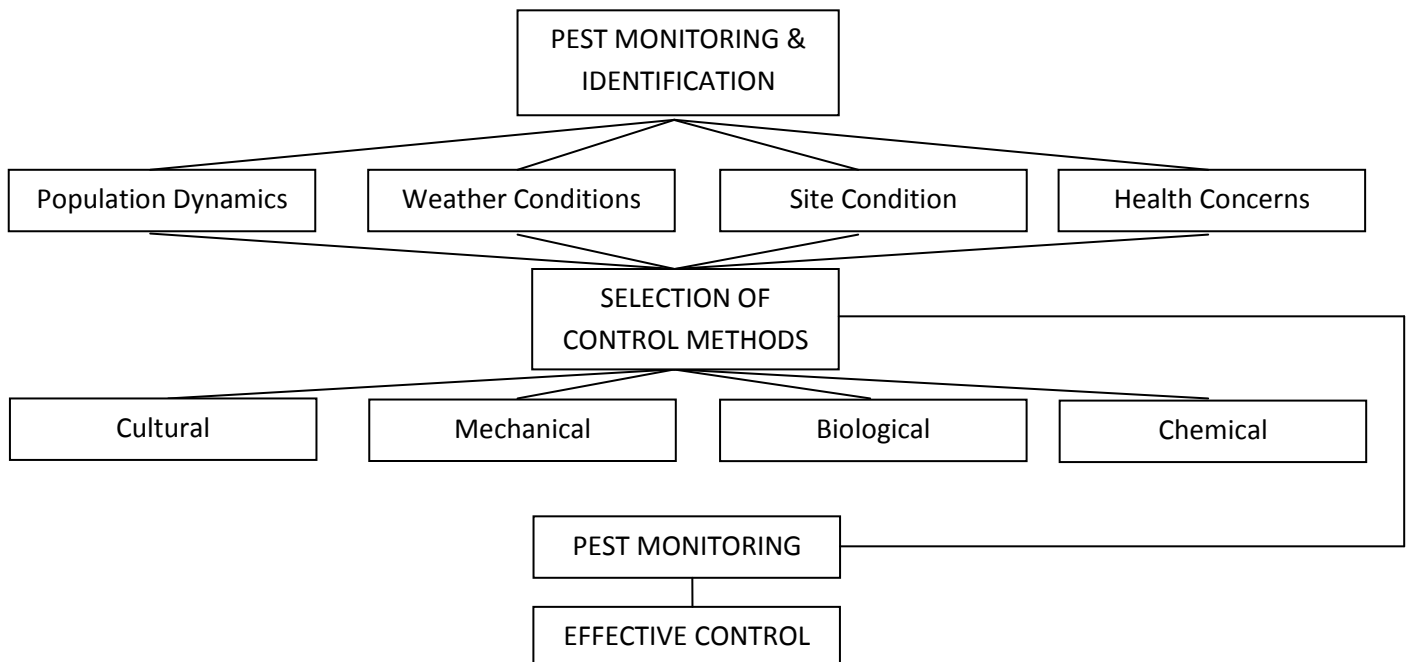 PEST MONITORING &
IDENTIFICATION
Population Dynamics
Weather Conditions
Site Condition
Health Concerns
SELECTION OF
CONTROL METHODS
Cultural
Mechanical
Biological
Chemical
PEST MONITORING
EFFECTIVE CONTROL